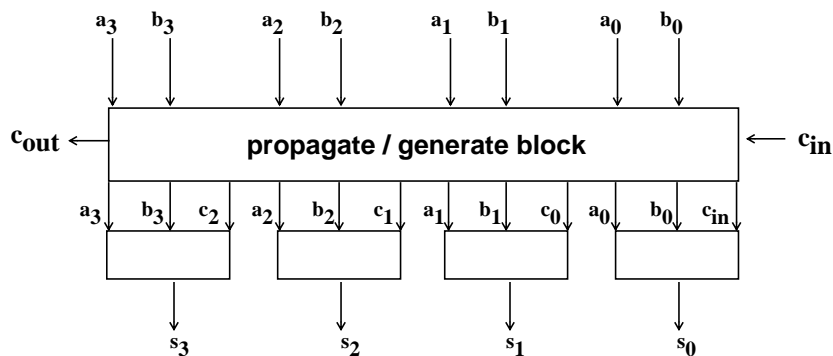 a3 b3 a2 b2 a1 b1 a0 b0
cout propagate / generate block cin
a3 b3 c2 a2 b2 c1 a1 b1 c0 a0 b0 cin
s3 s2 s1 s0